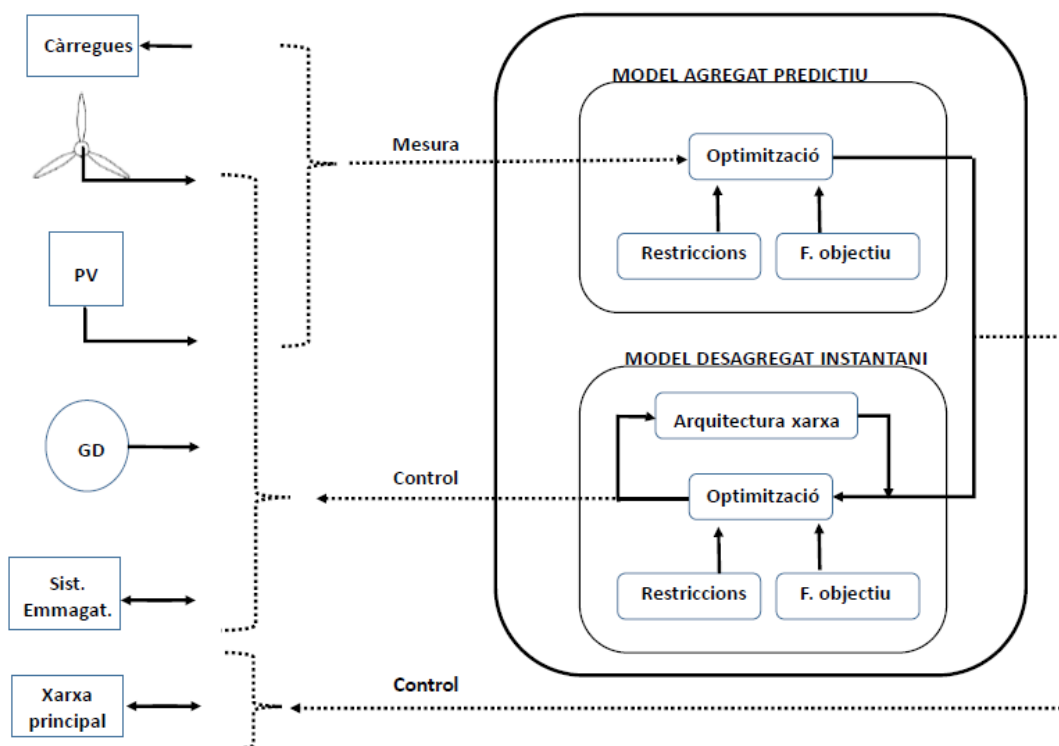 Càrregues
PV
GD
Sist.
Emmagat.
Xarxa
principal
Mesura
Control
Control
MODEL AGREGAT PREDICTIU
Optimització
Restriccions
F. objectiu
MODEL DESAGREGAT INSTANTANI
Arquitectura xarxa
Optimització
Restriccions
F. objectiu